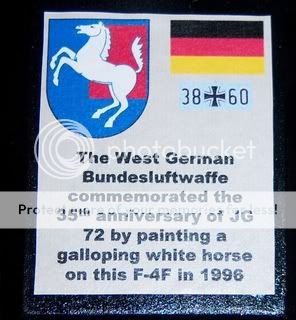 38 60
The West German
Bundesluftwaffe
commemorated the
35th anniversary of JG
72 by painting a
galloping white horse
on this F-4F in 1996
photobucket